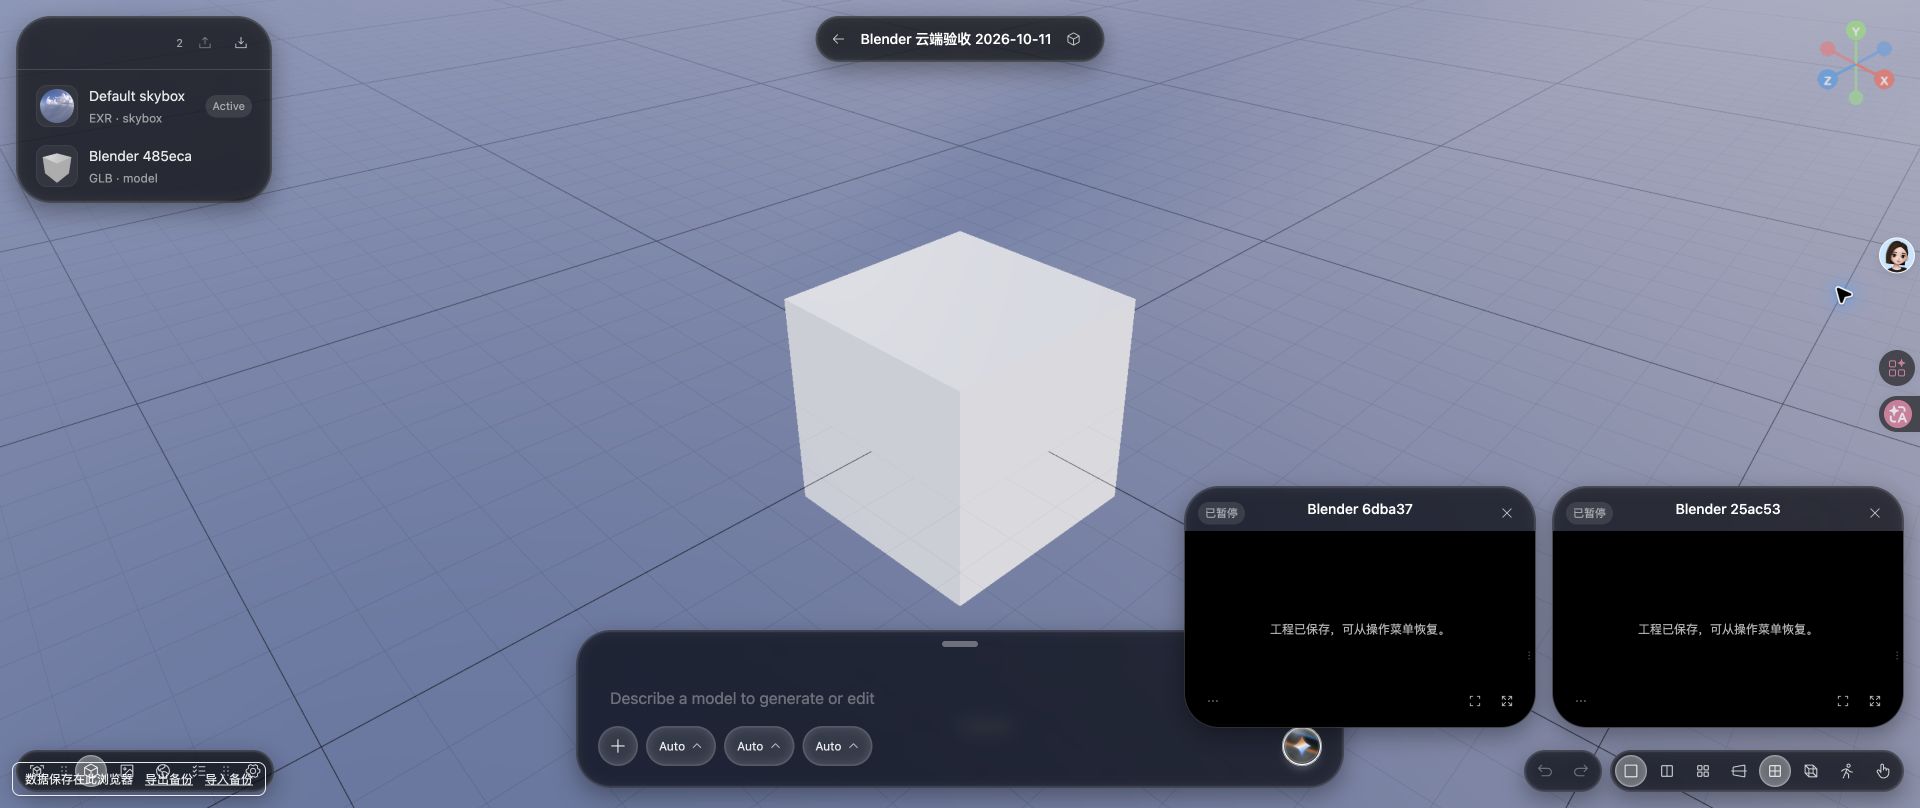 2
Default skybox
EXR · skybox
Active
Blender 485eca
GLB · model
Blender 云端验收 2026-10-11
Y
Z
X
A
已暂停
Blender 6dba37
工程已保存，可从操作菜单恢复。
已暂停
Blender 25ac53
工程已保存，可从操作菜单恢复。
Describe a model to generate or edit
Auto
Auto
Auto
数据保存在此浏览器 导出备份 导入备份